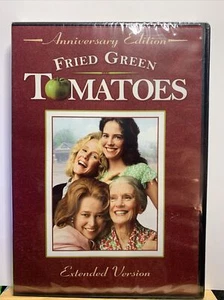 Anniversary Edition
FRIED GREEN
TOMATOES
Extended Version